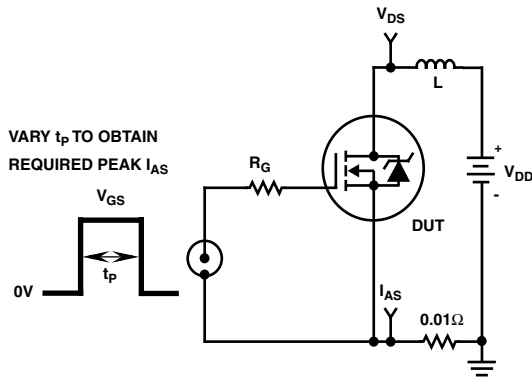 V_DS
L
VARY t_P TO OBTAIN
REQUIRED PEAK I_AS
R_G
+
V_DD
-
V_GS
DUT
t_P
0V
I_AS
0.01Ω